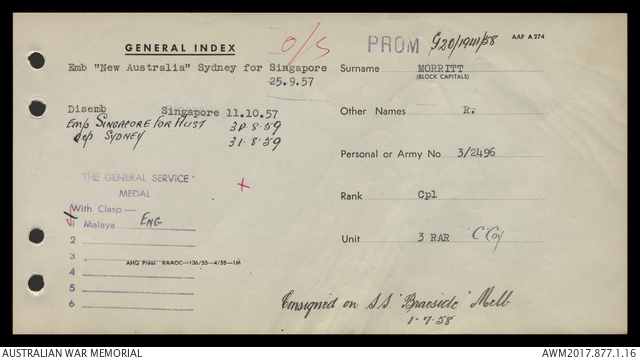 GENERAL INDEX
O/S
PROM G20/1941/58
AAF A 274
Emb "New Australia" Sydney for Singapore
25.9.57
Surname MORRITT
(BLOCK CAPITALS)
Disemb Singapore 11.10.57
Other Names R.
Emb SINGAPORE FOR AUST 30.8.59
dep SYDNEY 31.8.59
Personal or Army No 3/2496
THE GENERAL SERVICE
MEDAL
Rank Cpl
With Clasp—
1 Malaya ENG
Unit 3 RAR 'C' Coy
2
3
AHQ Press RAAOC—136/55—4/55—1M
4
5
6
Consigned on S.S. 'Braeside' Melb
1-7-58
AUSTRALIAN WAR MEMORIAL
AWM2017.877.1.16